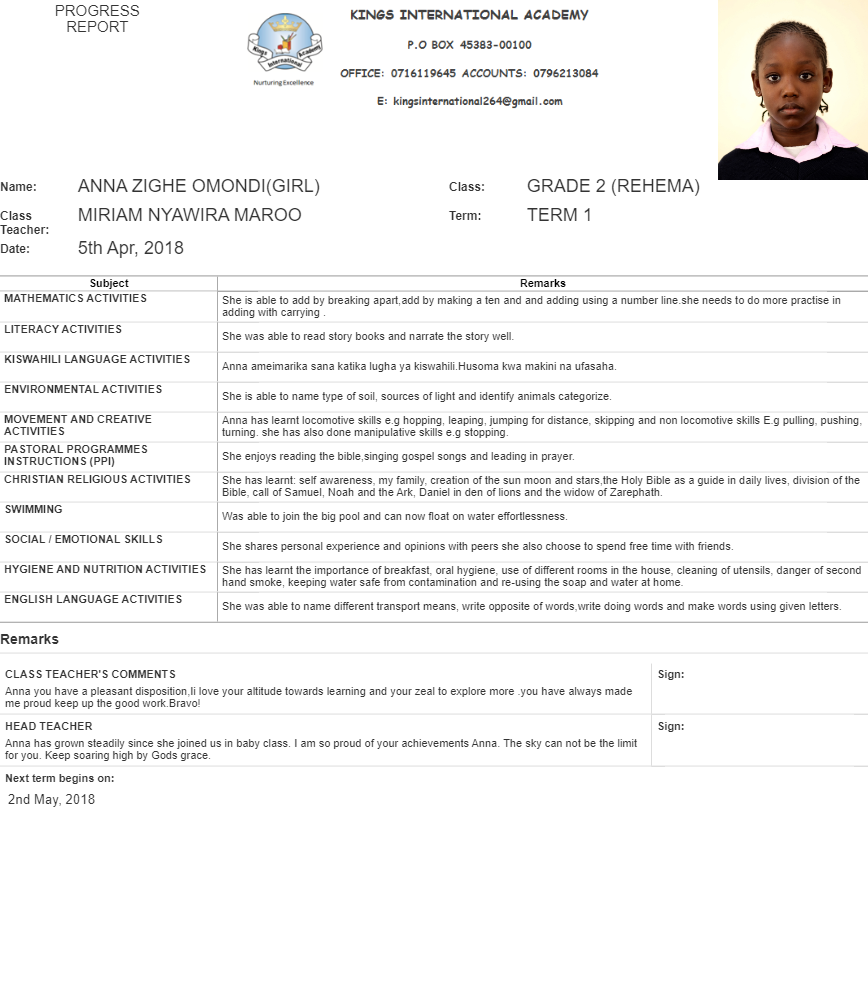 PROGRESS
REPORT
Kings Academy
International
Nurturing Excellence
KINGS INTERNATIONAL ACADEMY
P.O BOX 45383-00100
OFFICE: 0716119645 ACCOUNTS: 0796213084
E: kingsinternational264@gmail.com
Name: ANNA ZIGHE OMONDI(GIRL) Class: GRADE 2 (REHEMA)
Class
Teacher: MIRIAM NYAWIRA MAROO Term: TERM 1
Date: 5th Apr, 2018
Subject Remarks
MATHEMATICS ACTIVITIES
She is able to add by breaking apart,add by making a ten and and adding using a number line.she needs to do more practise in
adding with carrying .
LITERACY ACTIVITIES
She was able to read story books and narrate the story well.
KISWAHILI LANGUAGE ACTIVITIES
Anna ameimarika sana katika lugha ya kiswahili.Husoma kwa makini na ufasaha.
ENVIRONMENTAL ACTIVITIES
She is able to name type of soil, sources of light and identify animals categorize.
MOVEMENT AND CREATIVE
ACTIVITIES
Anna has learnt locomotive skills e.g hopping, leaping, jumping for distance, skipping and non locomotive skills E.g pulling, pushing,
turning. she has also done manipulative skills e.g stopping.
PASTORAL PROGRAMMES
INSTRUCTIONS (PPI)
She enjoys reading the bible,singing gospel songs and leading in prayer.
CHRISTIAN RELIGIOUS ACTIVITIES
She has learnt: self awareness, my family, creation of the sun moon and stars,the Holy Bible as a guide in daily lives, division of the
Bible, call of Samuel, Noah and the Ark, Daniel in den of lions and the widow of Zarephath.
SWIMMING
Was able to join the big pool and can now float on water effortlessness.
SOCIAL / EMOTIONAL SKILLS
She shares personal experience and opinions with peers she also choose to spend free time with friends.
HYGIENE AND NUTRITION ACTIVITIES
She has learnt the importance of breakfast, oral hygiene, use of different rooms in the house, cleaning of utensils, danger of second
hand smoke, keeping water safe from contamination and re-using the soap and water at home.
ENGLISH LANGUAGE ACTIVITIES
She was able to name different transport means, write opposite of words,write doing words and make words using given letters.
Remarks
CLASS TEACHER'S COMMENTS
Anna you have a pleasant disposition,Ii love your altitude towards learning and your zeal to explore more .you have always made
me proud keep up the good work.Bravo!
Sign:
HEAD TEACHER
Anna has grown steadily since she joined us in baby class. I am so proud of your achievements Anna. The sky can not be the limit
for you. Keep soaring high by Gods grace.
Sign:
Next term begins on:
2nd May, 2018